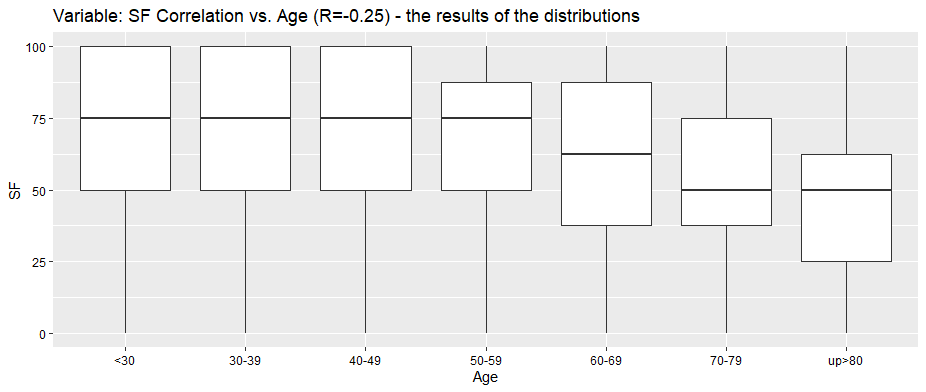 Variable: SF Correlation vs. Age (R=-0.25) - the results of the distributions
100
75
50
25
0
SF
<30 30-39 40-49 50-59 60-69 70-79 up>80
Age